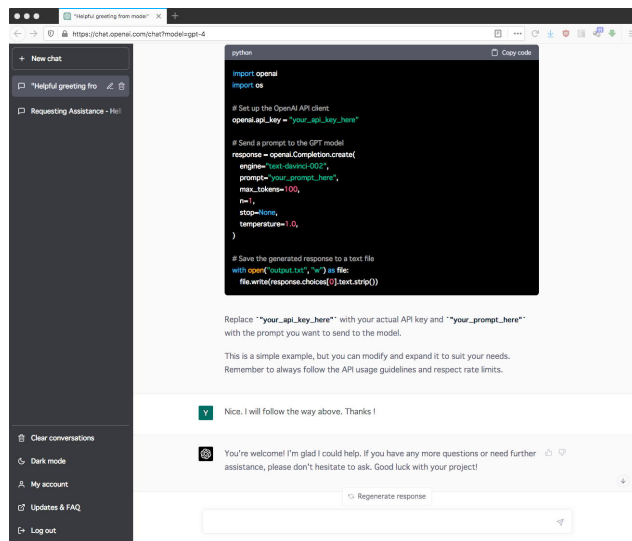 "Helpful greeting from model"
https://chat.openai.com/chat?model=gpt-4
New chat
"Helpful greeting fro
Requesting Assistance - Hel
Clear conversations
Dark mode
My account
Updates & FAQ
Log out
python
Copy code
import openai
import os
# Set up the OpenAI API client
openai.api_key = "your_api_key_here"
# Send a prompt to the GPT model
response = openai.Completion.create(
engine="text-davinci-002",
prompt="your_prompt_here",
max_tokens=100,
n=1,
stop=None,
temperature=1.0,
)
# Save the generated response to a text file
with open("output.txt", "w") as file:
file.write(response.choices[0].text.strip())
Replace `"your_api_key_here"` with your actual API key and `"your_prompt_here"`
with the prompt you want to send to the model.
This is a simple example, but you can modify and expand it to suit your needs.
Remember to always follow the API usage guidelines and respect rate limits.
Y
Nice. I will follow the way above. Thanks !
You're welcome! I'm glad I could help. If you have any more questions or need further
assistance, please don't hesitate to ask. Good luck with your project!
Regenerate response